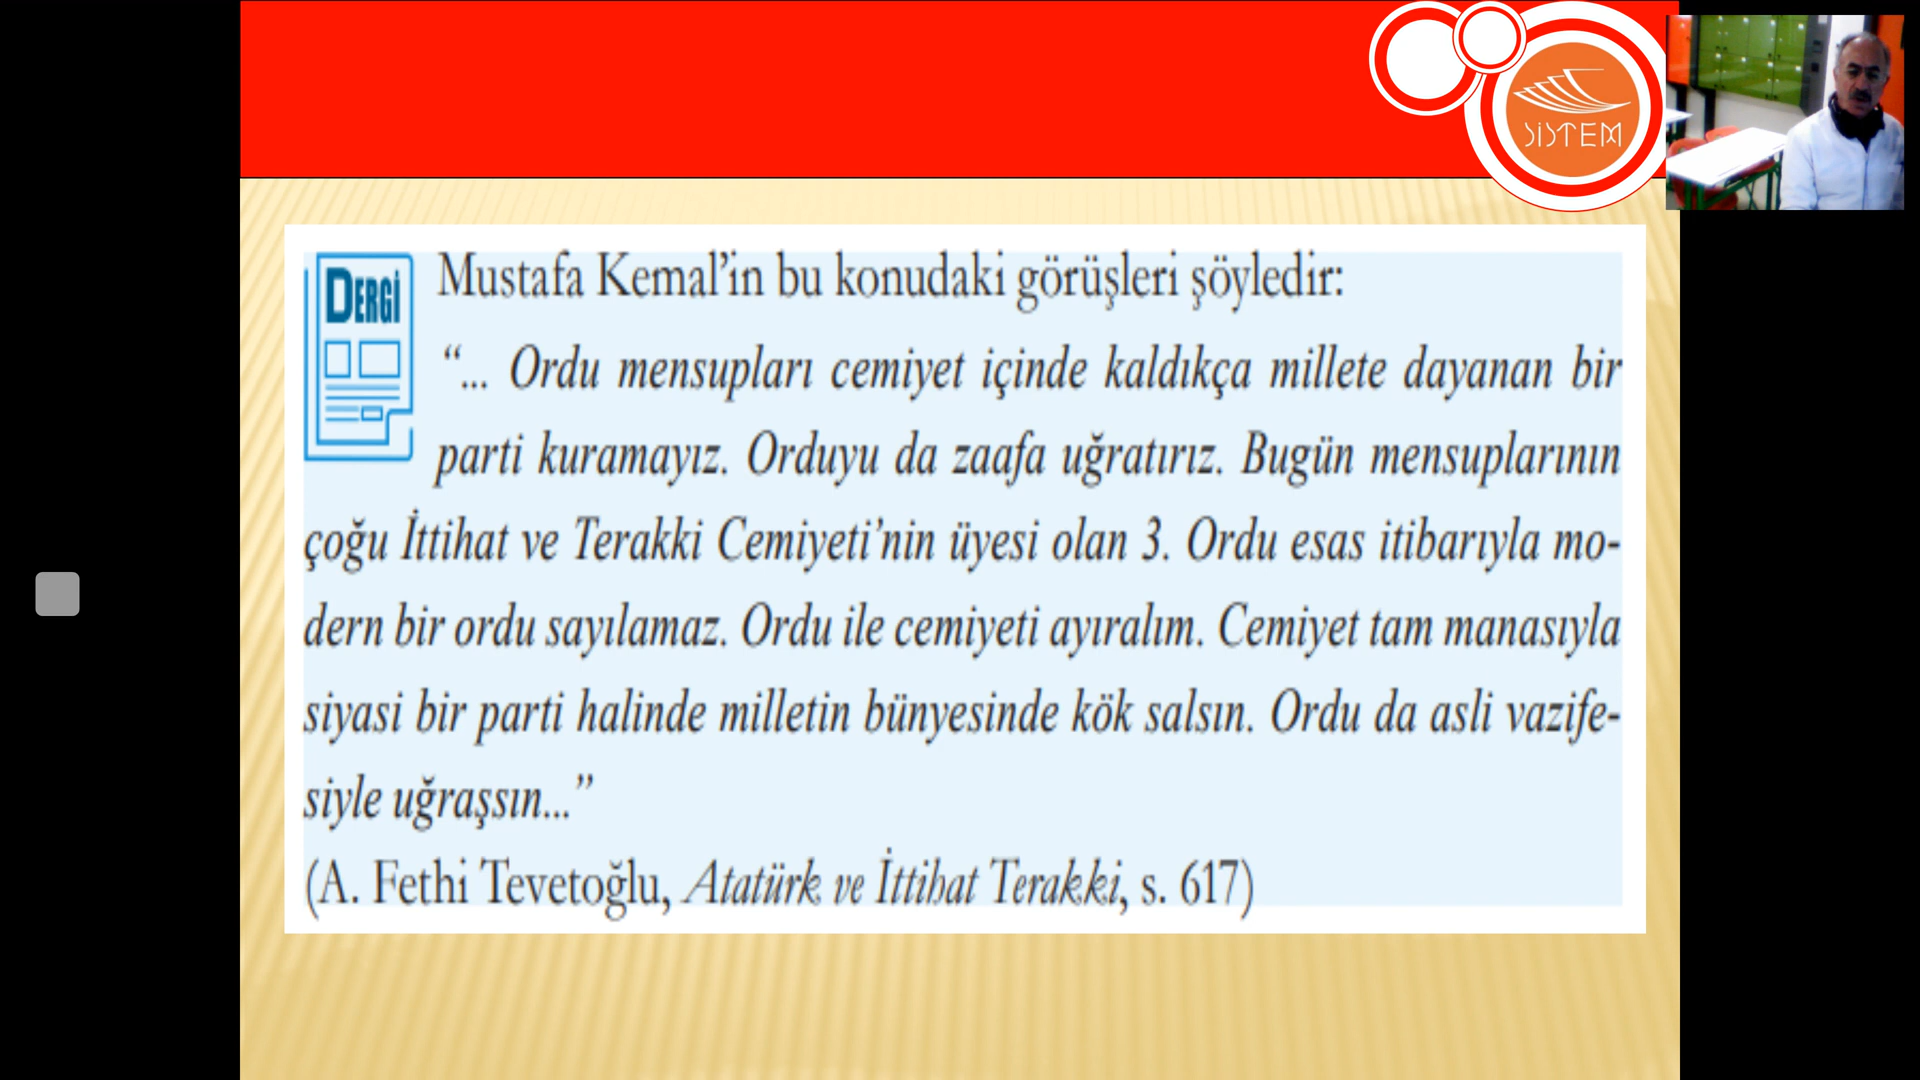 SİSTEM
DERGİ
Mustafa Kemal’in bu konudaki görüşleri şöyledir:
“... Ordu mensupları cemiyet içinde kaldıkça millete dayanan bir
parti kuramayız. Orduyu da zaafa uğratırız. Bugün mensuplarının
çoğu İttihat ve Terakki Cemiyeti’nin üyesi olan 3. Ordu esas itibarıyla mo-
dern bir ordu sayılamaz. Ordu ile cemiyeti ayıralım. Cemiyet tam manasıyla
siyasi bir parti halinde milletin bünyesinde kök salsın. Ordu da asli vazife-
siyle uğraşsın...”
(A. Fethi Tevetoğlu, Atatürk ve İttihat Terakki, s. 617)